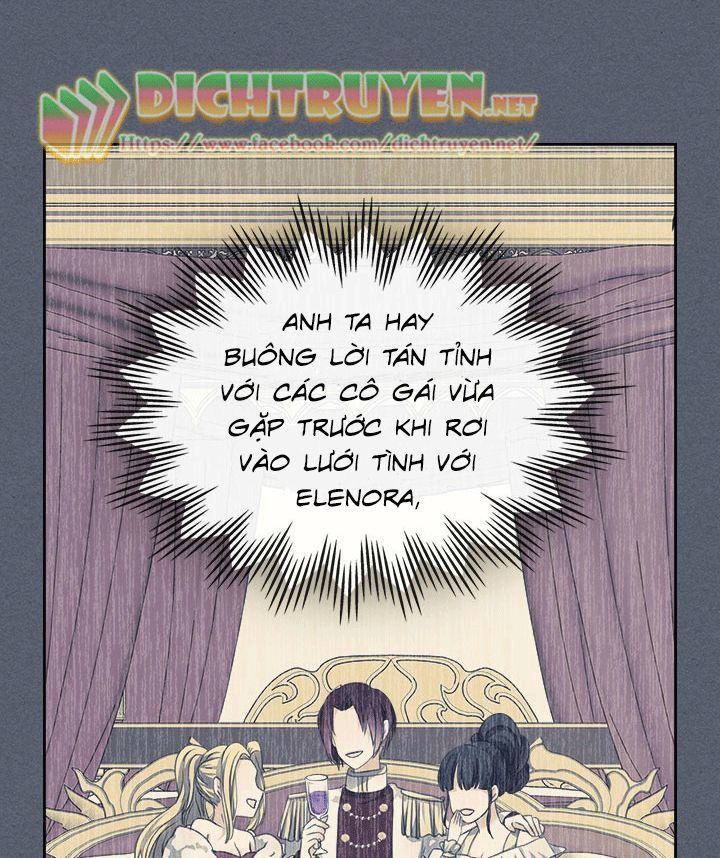 DICHTRUYEN.NET
Https://www.facebook.com/dichtruyen.net/
ANH TA HAY
BUÔNG LỜI TÁN TỈNH
VỚI CÁC CÔ GÁI VỪA
GẶP TRƯỚC KHI RƠI
VÀO LƯỚI TÌNH VỚI
ELENORA,